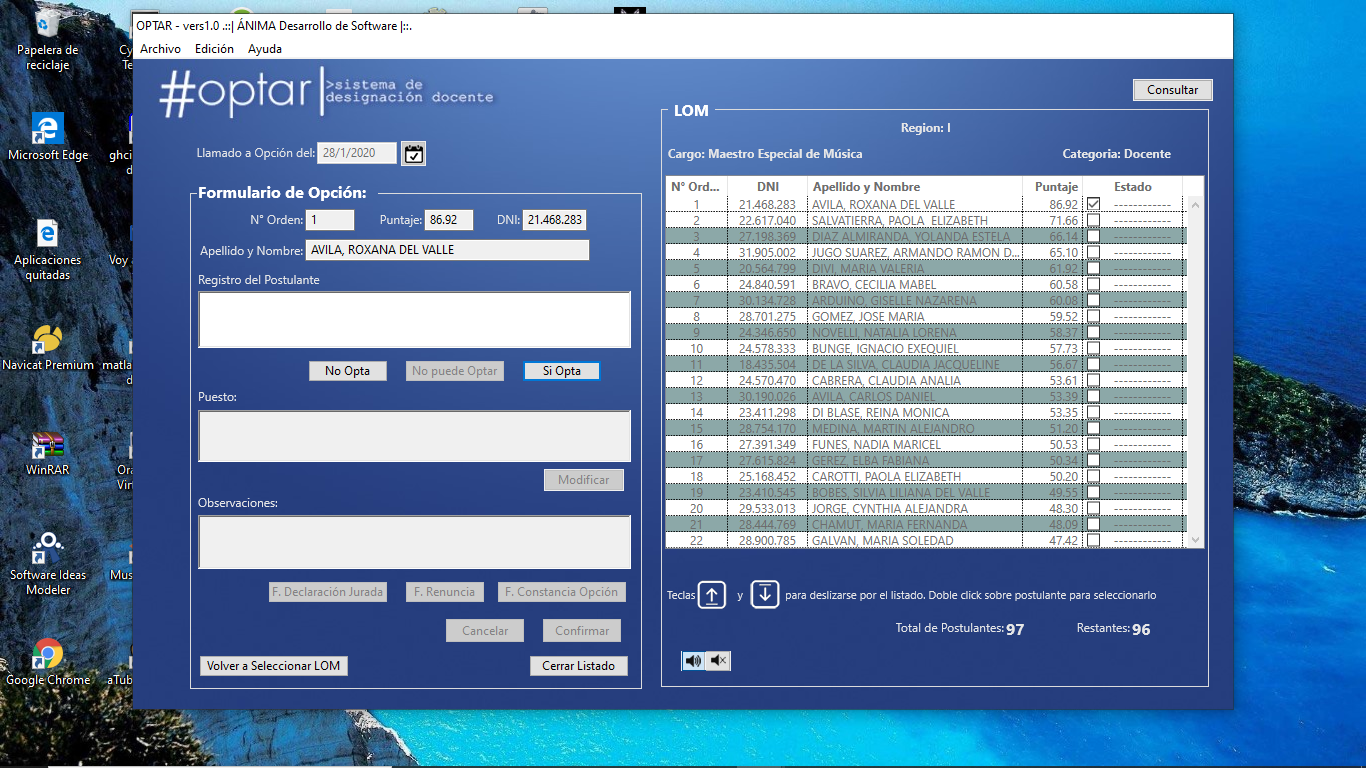 OPTAR - vers1.0 .::| ÁNIMA Desarrollo de Software |::.
Archivo Edición Ayuda
#optar >sistema de designación docente
Consultar
Llamado a Opción del: 28/1/2020
Formulario de Opción:
N° Orden: 1 Puntaje: 86.92 DNI: 21.468.283
Apellido y Nombre: AVILA, ROXANA DEL VALLE
Registro del Postulante
No Opta No puede Optar Si Opta
Puesto:
Modificar
Observaciones:
F. Declaración Jurada F. Renuncia F. Constancia Opción
Cancelar Confirmar
Volver a Seleccionar LOM Cerrar Listado
LOM
Region: I
Cargo: Maestro Especial de Música Categoria: Docente
N° Ord... DNI Apellido y Nombre Puntaje Estado
1 21.468.283 AVILA, ROXANA DEL VALLE 86.92 -----------
2 22.617.040 SALVATIERRA, PAOLA  ELIZABETH 71.66 -----------
3 27.198.369 DIAZ ALMIRANDA, YOLANDA ESTELA 66.14 -----------
4 31.905.002 JUGO SUAREZ, ARMANDO RAMON D... 65.10 -----------
5 20.564.799 DIVI, MARIA VALERIA 61.92 -----------
6 24.840.591 BRAVO, CECILIA MABEL 60.58 -----------
7 30.134.728 ARDUINO, GISELLE NAZARENA 60.08 -----------
8 28.701.275 GOMEZ, JOSE MARIA 59.52 -----------
9 24.346.650 NOVELLI, NATALIA LORENA 58.37 -----------
10 24.578.333 BUNGE, IGNACIO EXEQUIEL 57.73 -----------
11 18.435.504 DE LA SILVA, CLAUDIA JACQUELINE 56.67 -----------
12 24.570.470 CABRERA, CLAUDIA ANALIA 53.61 -----------
13 30.190.026 AVILA, CARLOS DANIEL 53.39 -----------
14 23.411.298 DI BLASE, REINA MONICA 53.35 -----------
15 28.754.170 MEDINA, MARTIN ALEJANDRO 51.20 -----------
16 27.391.349 FUNES, NADIA MARICEL 50.53 -----------
17 27.615.824 GEREZ, ELBA FABIANA 50.34 -----------
18 25.168.452 CAROTTI, PAOLA ELIZABETH 50.20 -----------
19 23.410.545 BOBES, SILVIA LILIANA DEL VALLE 49.55 -----------
20 29.533.013 JORGE, CYNTHIA ALEJANDRA 48.30 -----------
21 28.444.769 CHAMUT, MARIA FERNANDA 48.09 -----------
22 28.900.785 GALVAN, MARIA SOLEDAD 47.42 -----------
Teclas y para deslizarse por el listado. Doble click sobre postulante para seleccionarlo
Total de Postulantes: 97 Restantes: 96
Papelera de
reciclaje
Microsoft Edge
Aplicaciones
quitadas
Navicat Premium
WinRAR
Software Ideas
Modeler
Google Chrome